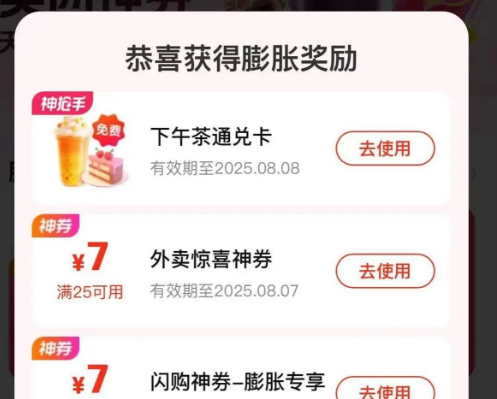 恭喜获得膨胀奖励
神抢手
免费
下午茶通兑卡
有效期至2025.08.08
去使用
神券
¥7
满25可用
外卖惊喜神券
有效期至2025.08.07
去使用
神券
¥7
闪购神券-膨胀专享
去使用